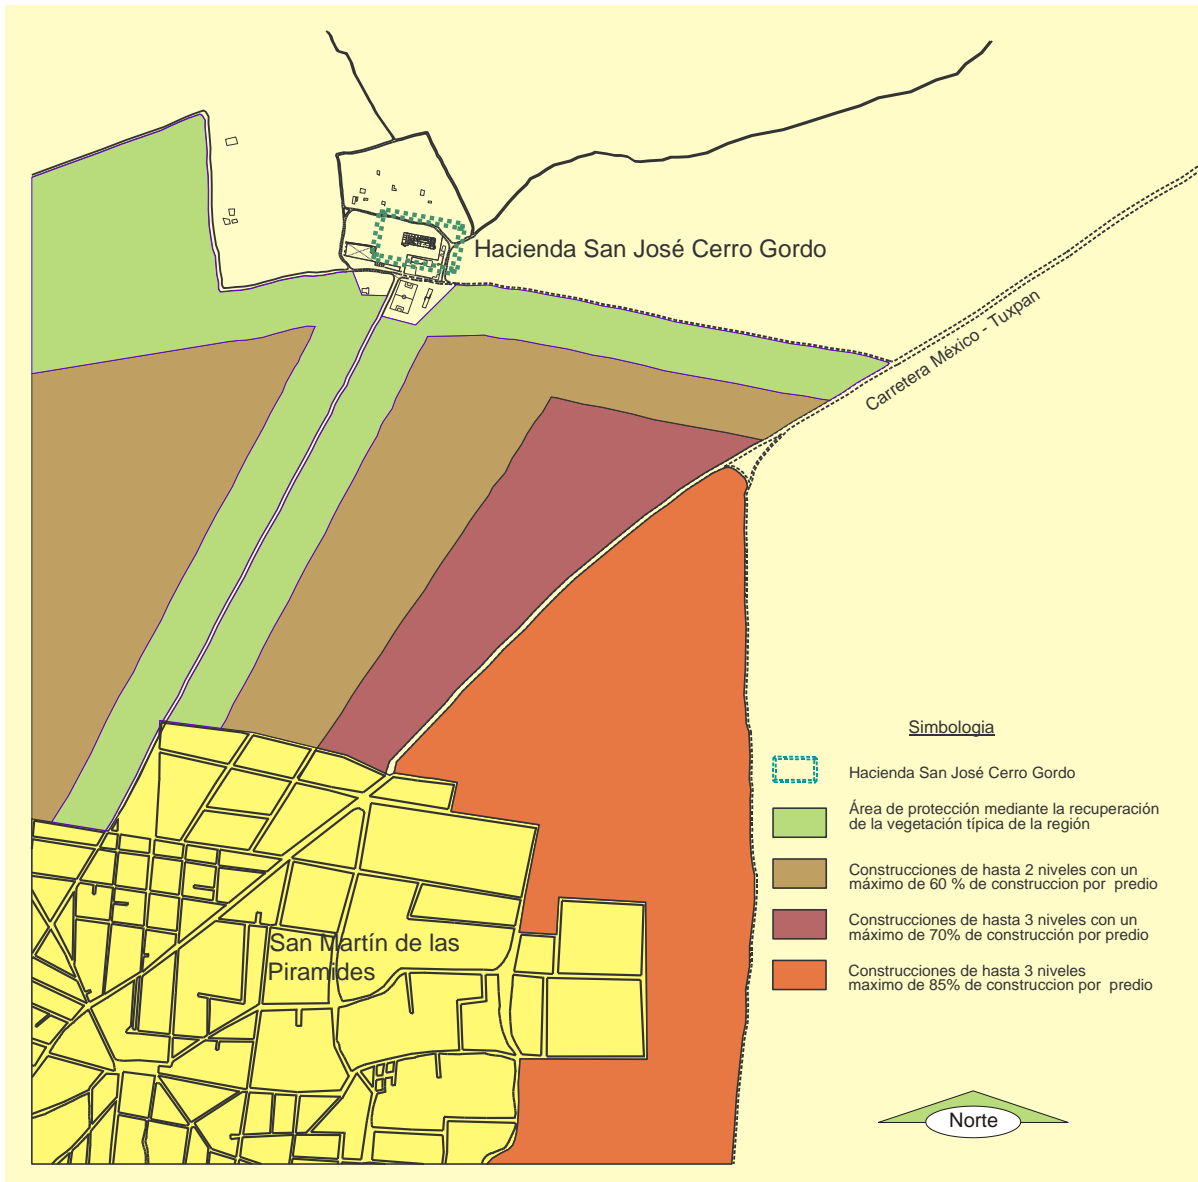 Hacienda San José Cerro Gordo
Carretera México - Tuxpan
San Martín de las
Piramides
Simbologia
Hacienda San José Cerro Gordo
Área de protección mediante la recuperación
de la vegetación típica de la región
Construcciones de hasta 2 niveles con un
máximo de 60 % de construccion por predio
Construcciones de hasta 3 niveles con un
máximo de 70% de construcción por predio
Construcciones de hasta 3 niveles
maximo de 85% de construccion por predio
Norte